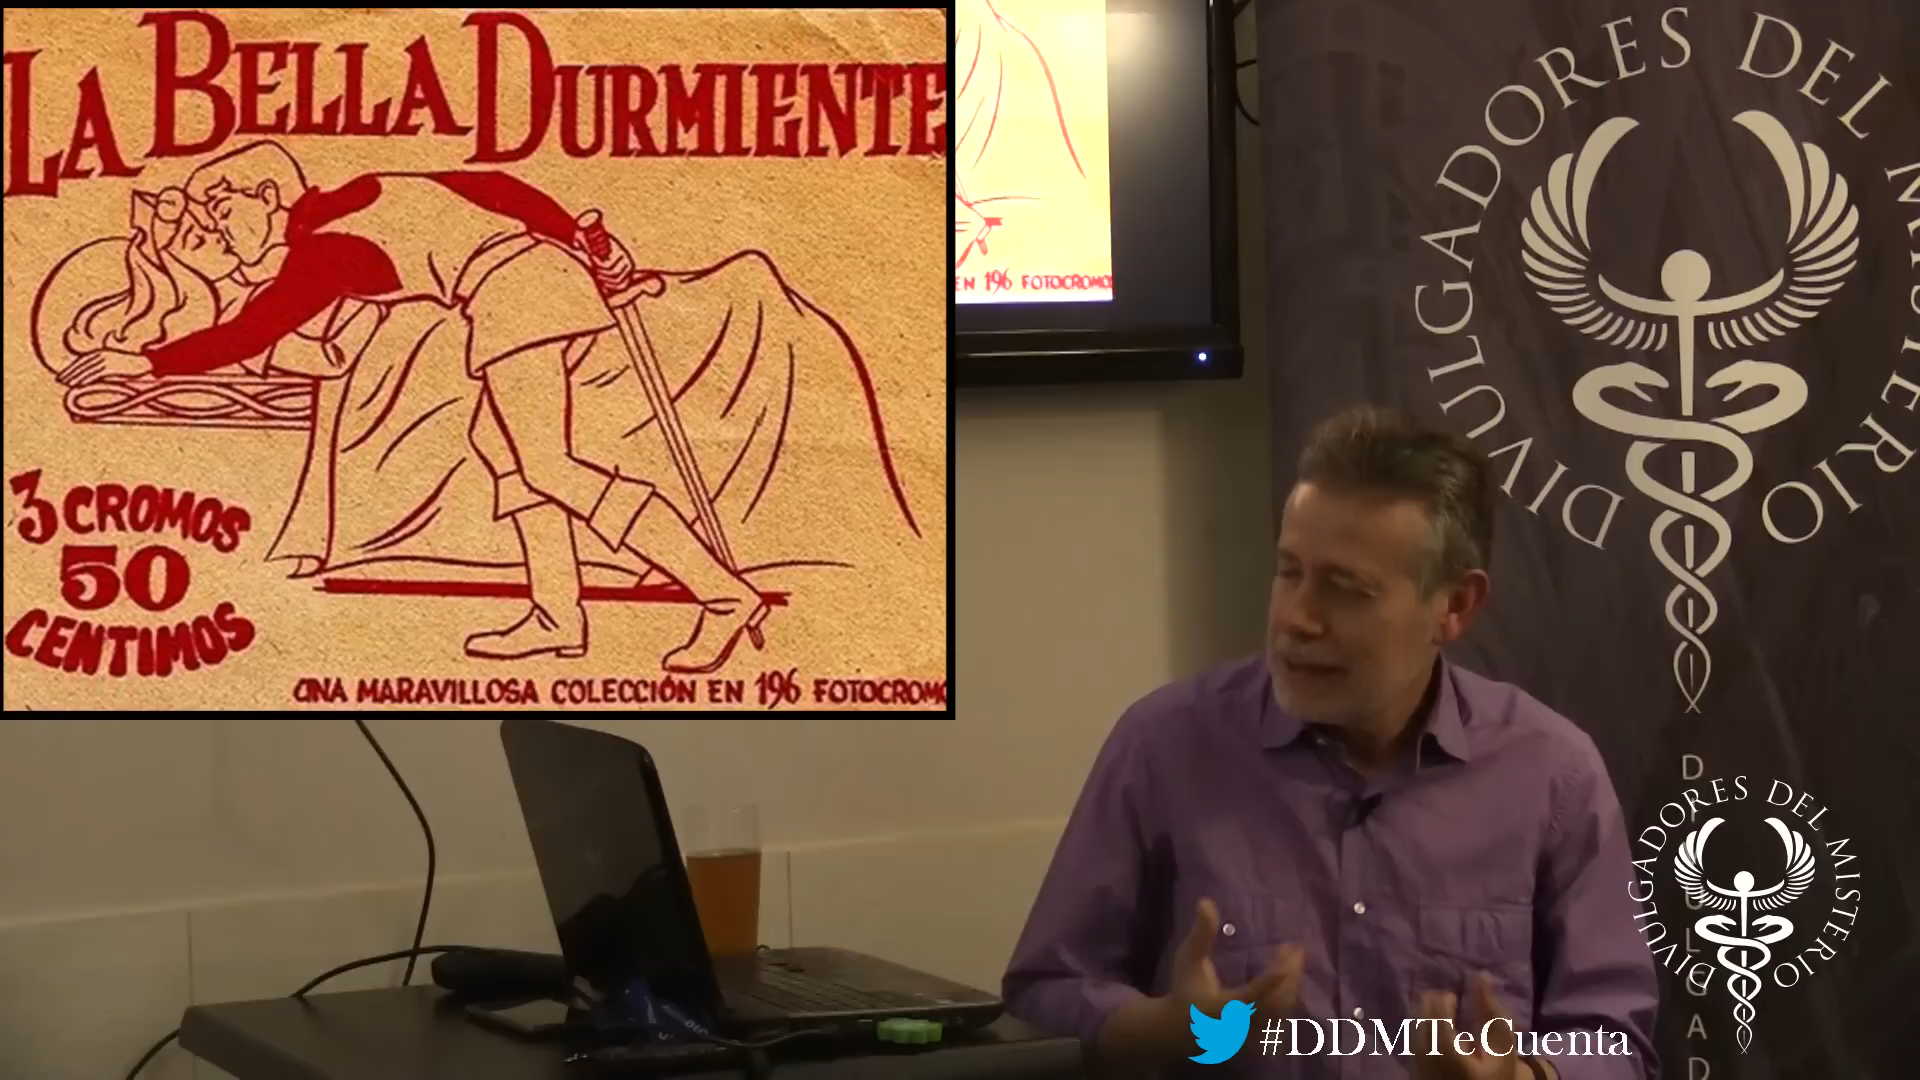 LA BELLA DURMIENTE
3 CROMOS
50
CENTIMOS
UNA MARAVILLOSA COLECCIÓN EN 196 FOTOCROMO
EN 196 FOTOCROMOS
DIVULGADORES DEL MISTERIO
DIVULGADORES DEL MISTERIO
#DDMTeCuenta